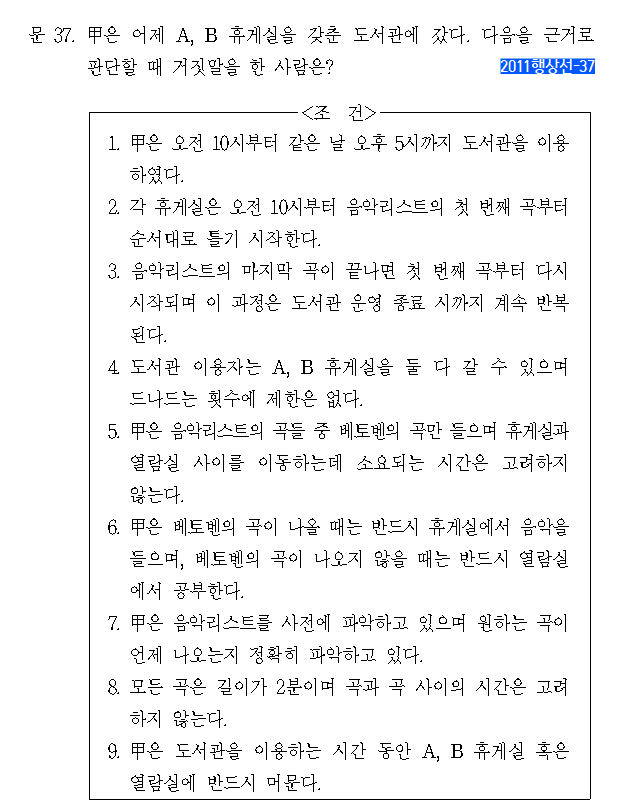 문 37. 甲은 어제 A, B 휴게실을 갖춘 도서관에 갔다. 다음을 근거로
판단할 때 거짓말을 한 사람은?
2011행상선-37
<조 건>
1. 甲은 오전 10시부터 같은 날 오후 5시까지 도서관을 이용
하였다.
2. 각 휴게실은 오전 10시부터 음악리스트의 첫 번째 곡부터
순서대로 틀기 시작한다.
3. 음악리스트의 마지막 곡이 끝나면 첫 번째 곡부터 다시
시작되며 이 과정은 도서관 운영 종료 시까지 계속 반복
된다.
4. 도서관 이용자는 A, B 휴게실을 둘 다 갈 수 있으며
드나드는 횟수에 제한은 없다.
5. 甲은 음악리스트의 곡들 중 베토벤의 곡만 들으며 휴게실과
열람실 사이를 이동하는데 소요되는 시간은 고려하지
않는다.
6. 甲은 베토벤의 곡이 나올 때는 반드시 휴게실에서 음악을
들으며, 베토벤의 곡이 나오지 않을 때는 반드시 열람실
에서 공부한다.
7. 甲은 음악리스트를 사전에 파악하고 있으며 원하는 곡이
언제 나오는지 정확히 파악하고 있다.
8. 모든 곡은 길이가 2분이며 곡과 곡 사이의 시간은 고려
하지 않는다.
9. 甲은 도서관을 이용하는 시간 동안 A, B 휴게실 혹은
열람실에 반드시 머문다.